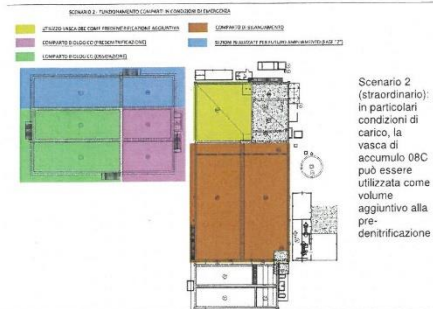 SCENARIO 2: FUNZIONAMENTO COMPARTI IN CONDIZIONI DI EMERGENZA
UTILIZZO VASCA 08C COME PREDENITRIFICAZIONE AGGIUNTIVA
COMPARTO BIOLOGICO (PREDENITRIFICAZIONE)
COMPARTO BIOLOGICO (OSSIDAZIONE)
COMPARTO DI BILANCIAMENTO
Scenario 2
(straordinario):
in particolari
condizioni di
carico, la
vasca di
accumulo 08C
può essere
utilizzata come
volume
aggiuntivo alla
pre-
denitrificazione